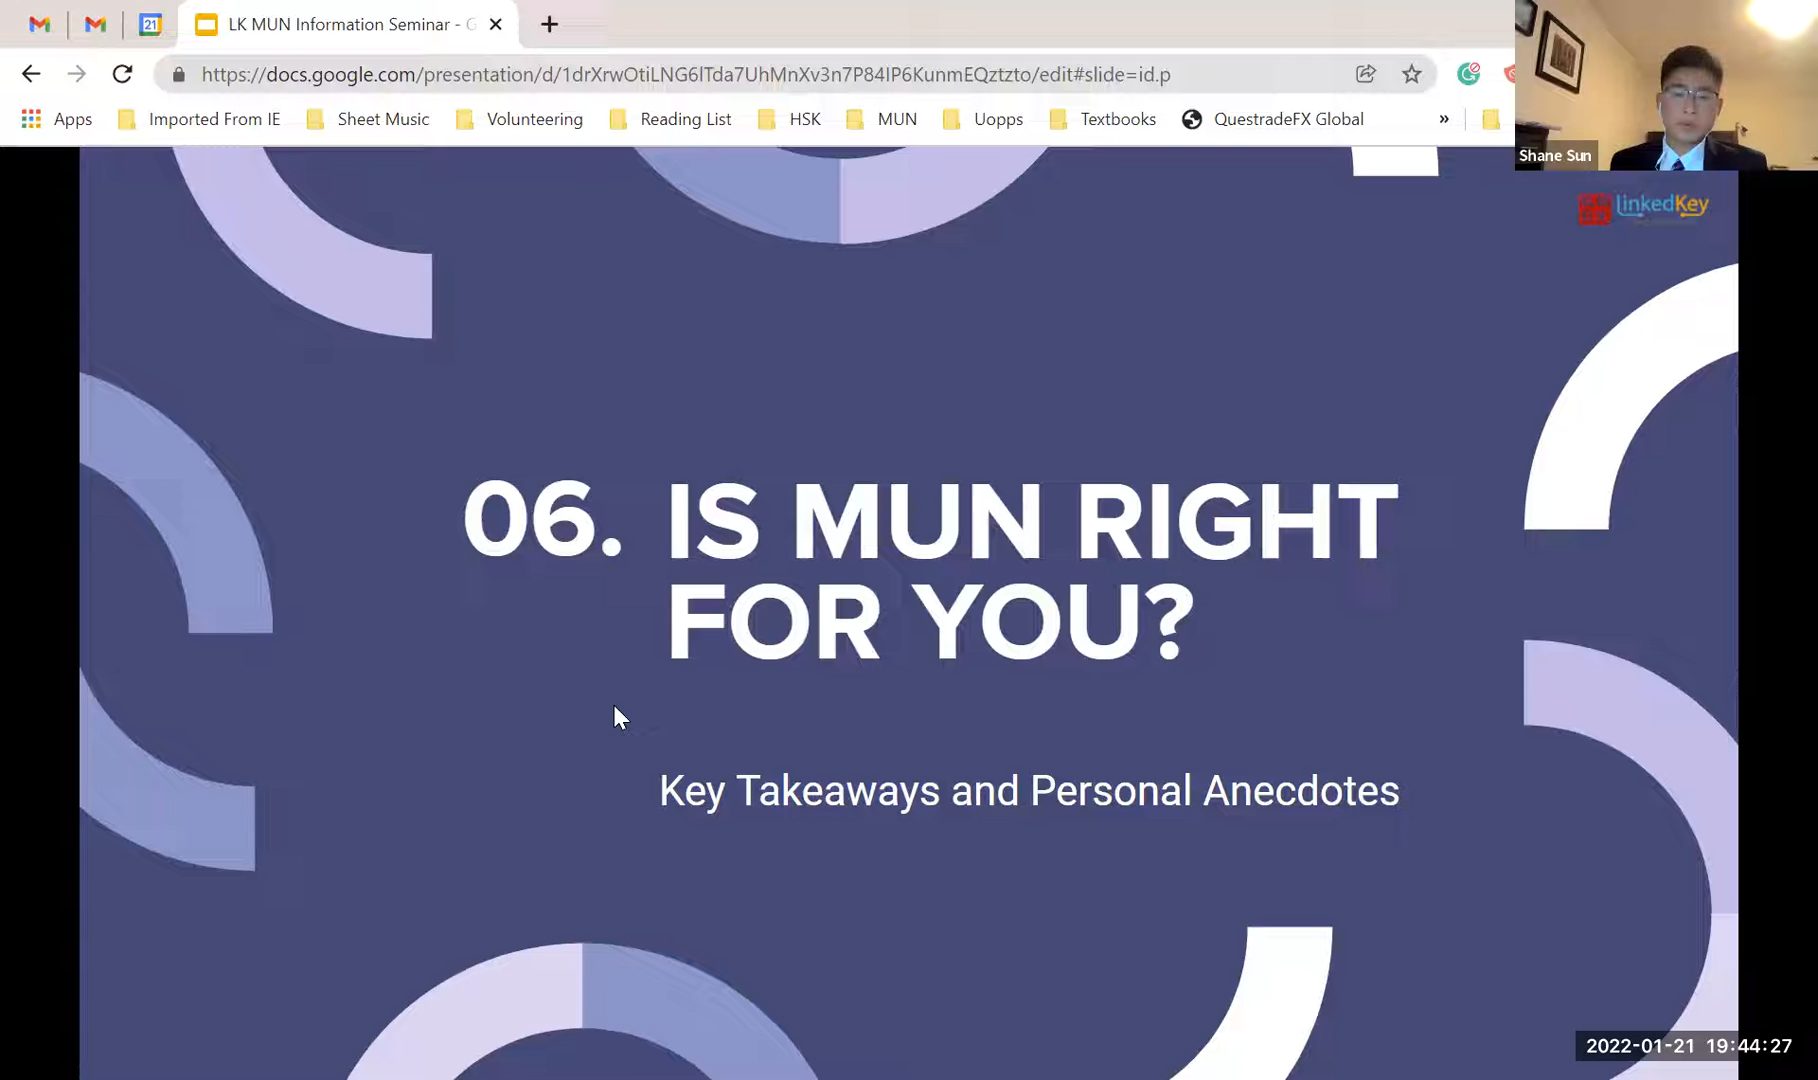 21
LK MUN Information Seminar - G
https://docs.google.com/presentation/d/1drXrwOtiLNG6lTda7UhMnXv3n7P84IP6KunmEQztzto/edit#slide=id.p
Apps
Imported From IE
Sheet Music
Volunteering
Reading List
HSK
MUN
Uopps
Textbooks
QuestradeFX Global
»
Shane Sun
linkedKey
06. IS MUN RIGHT
FOR YOU?
Key Takeaways and Personal Anecdotes
2022-01-21 19:44:27